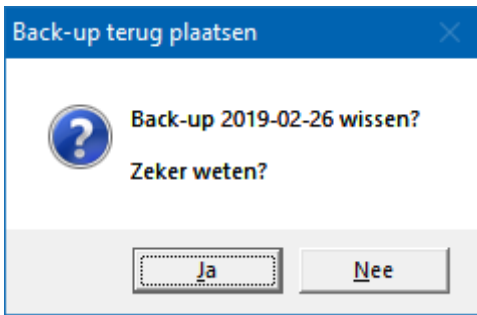 Back-up terug plaatsen
Back-up 2019-02-26 wissen?
Zeker weten?
Ja
Nee